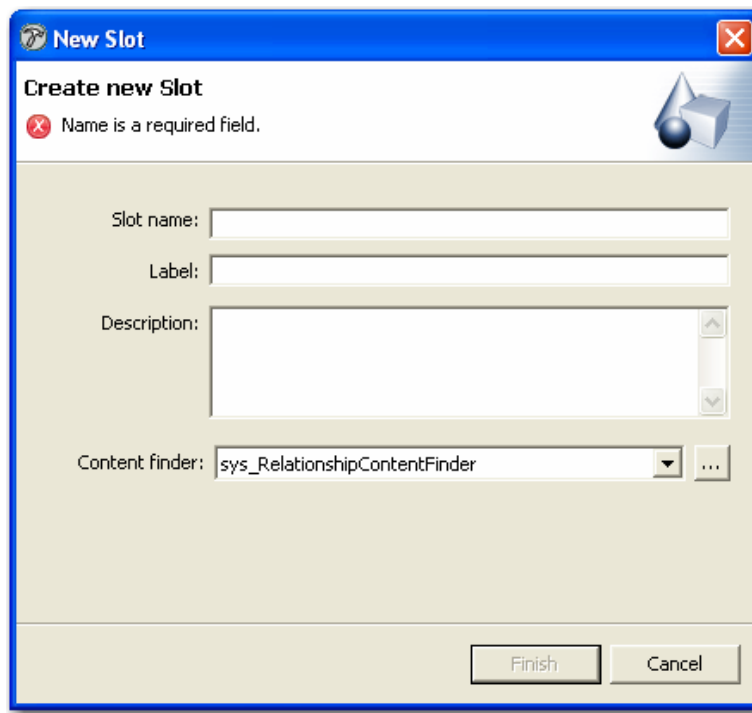 New Slot
Create new Slot
Name is a required field.
Slot name:
Label:
Description:
Content finder: sys_RelationshipContentFinder ...
Finish Cancel